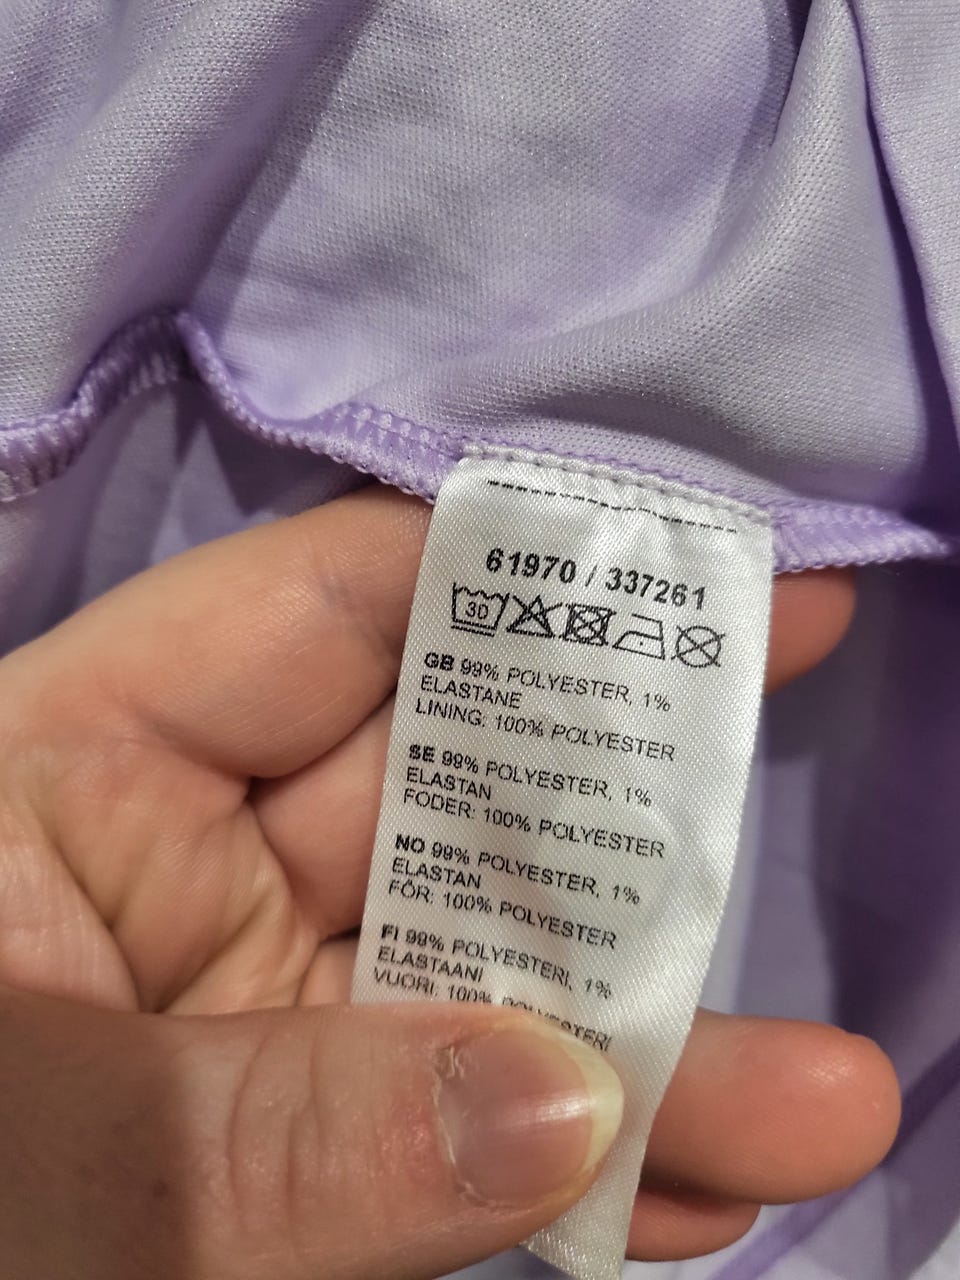 61970 / 337261
30
GB 99% POLYESTER, 1%
ELASTANE
LINING: 100% POLYESTER
SE 99% POLYESTER, 1%
ELASTAN
FODER: 100% POLYESTER
NO 99% POLYESTER, 1%
ELASTAN
FÖR: 100% POLYESTER
FI 99% POLYESTERI, 1%
ELASTAANI
VUORI: 100% POLYESTERI